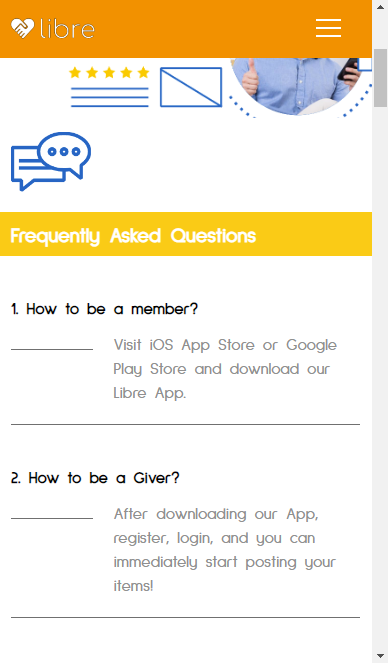 libre
Frequently Asked Questions
1. How to be a member?
Visit iOS App Store or Google
Play Store and download our
Libre App.
2. How to be a Giver?
After downloading our App,
register, login, and you can
immediately start posting your
items!